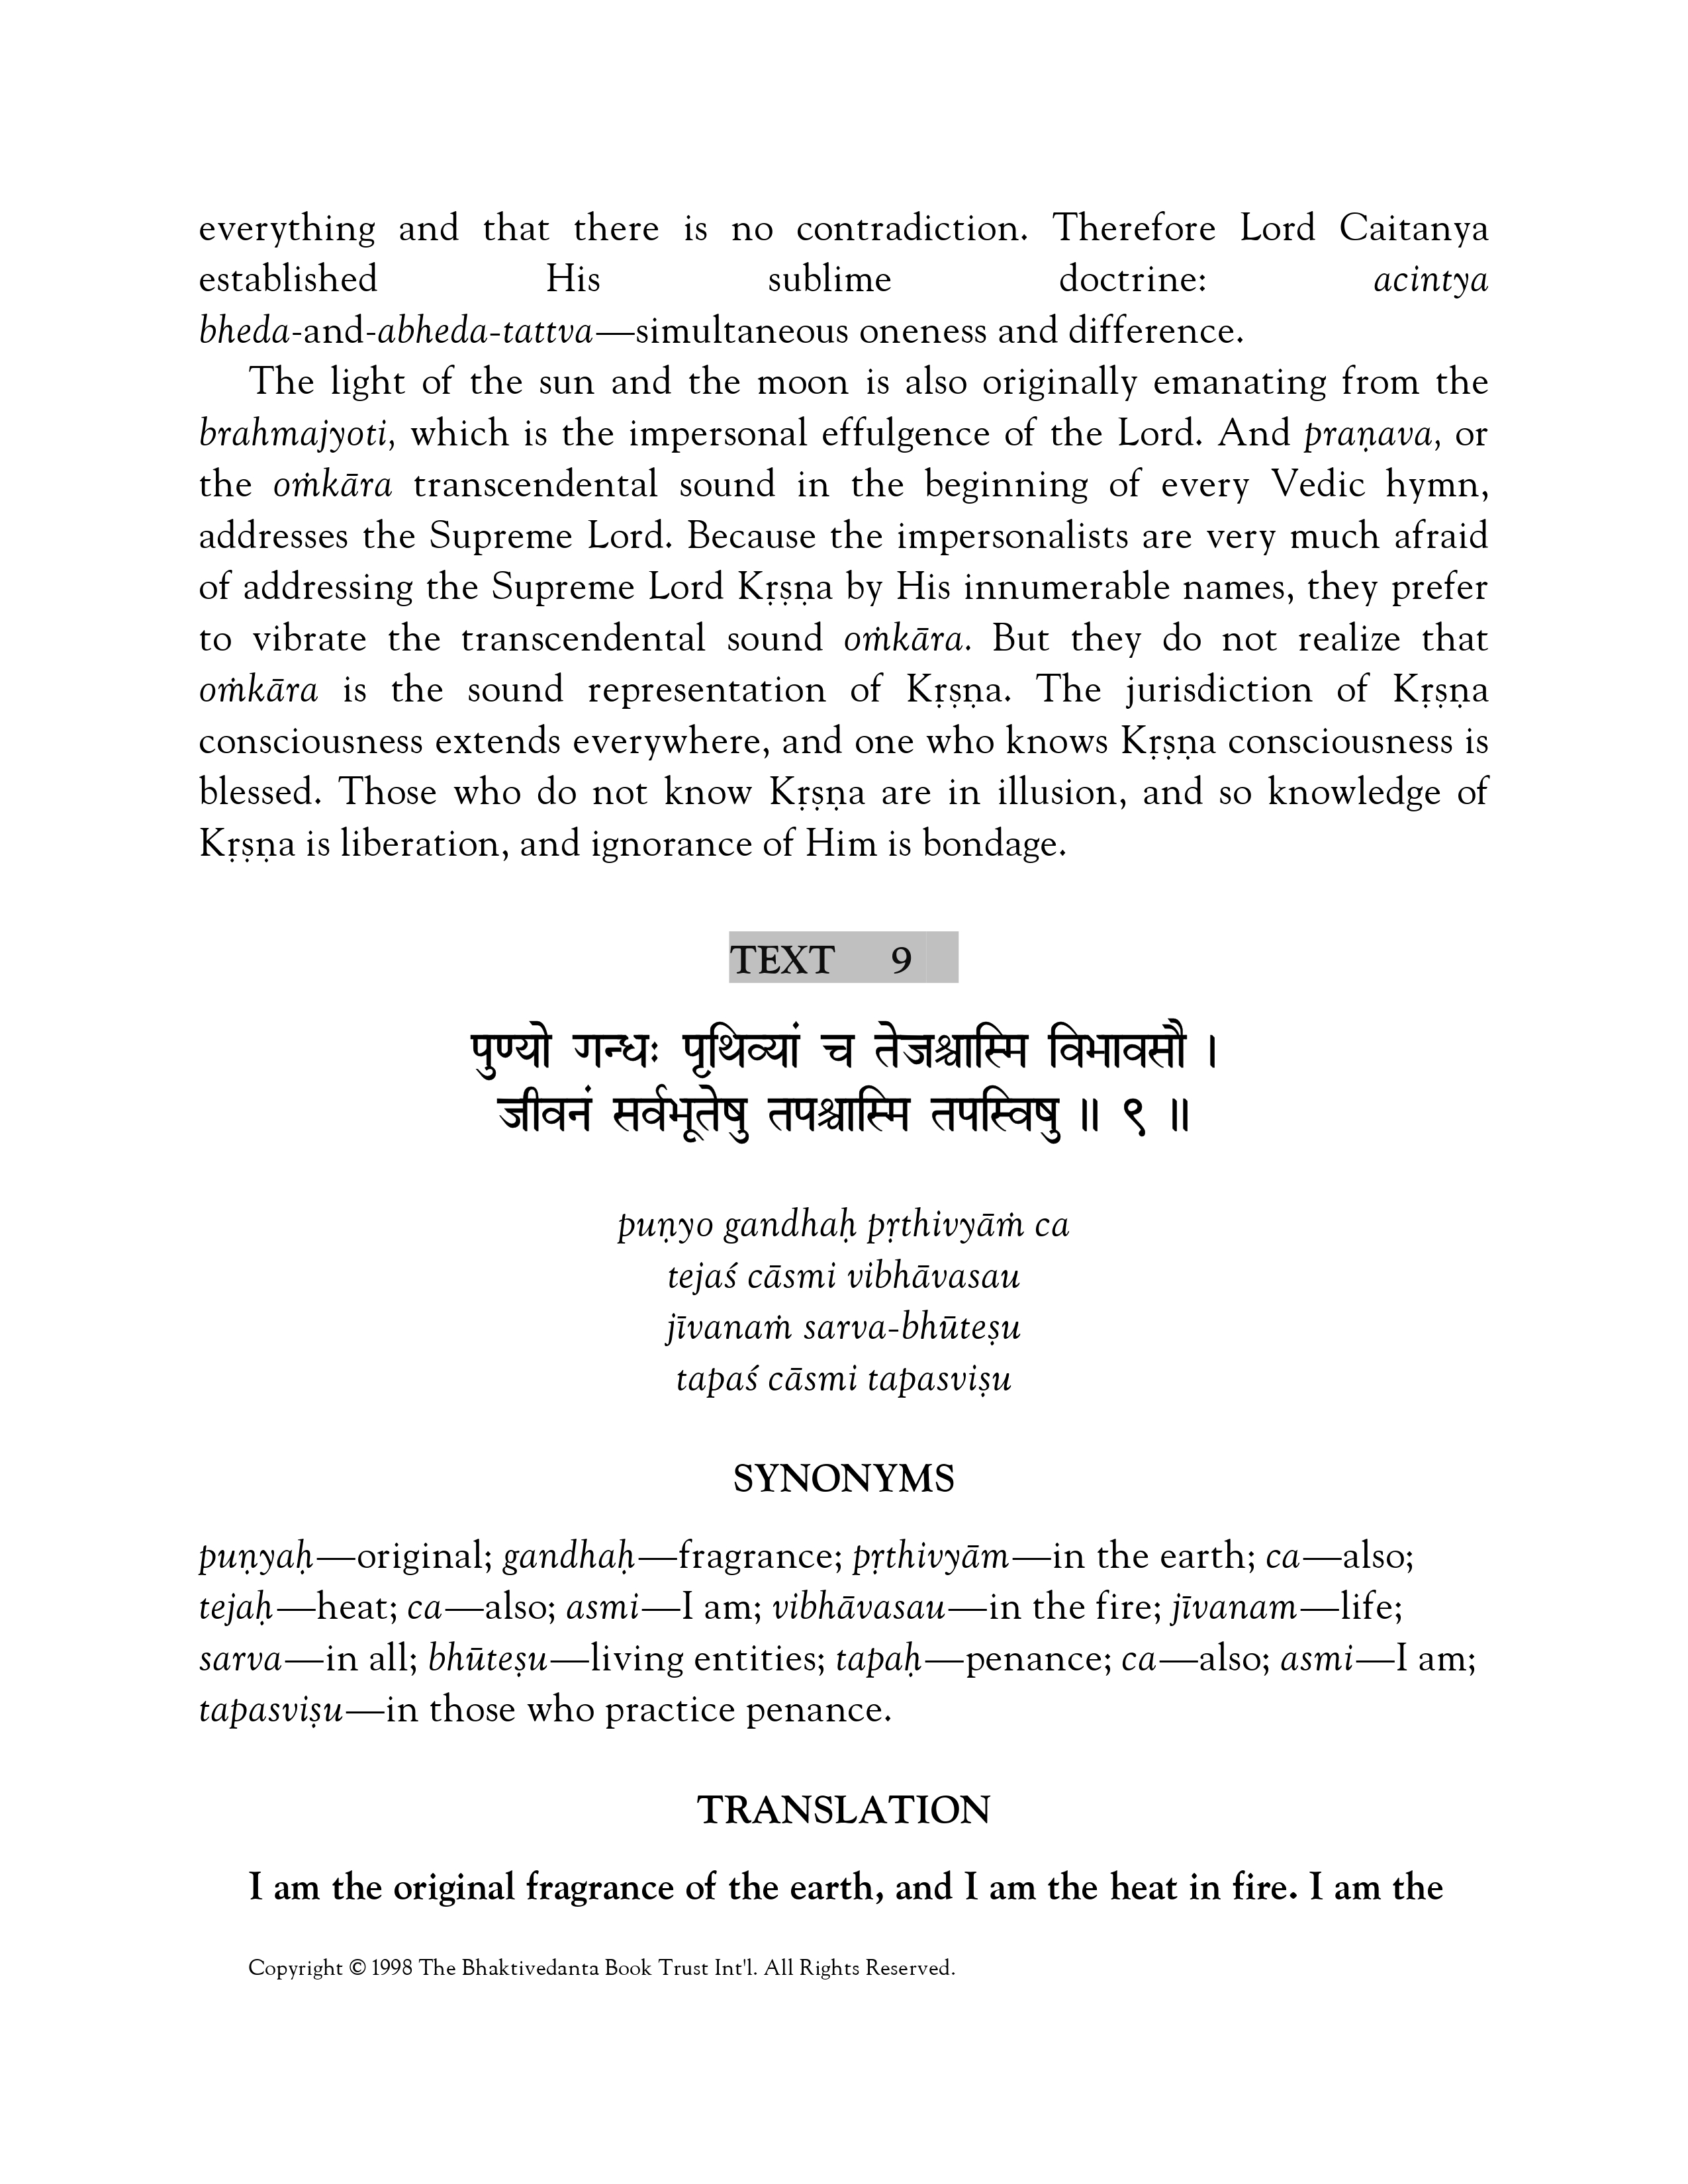 everything and that there is no contradiction. Therefore Lord Caitanya
established His sublime doctrine: acintya
bheda-and-abheda-tattva—simultaneous oneness and difference.
The light of the sun and the moon is also originally emanating from the
brahmajyoti, which is the impersonal effulgence of the Lord. And praṇava, or
the oṁkāra transcendental sound in the beginning of every Vedic hymn,
addresses the Supreme Lord. Because the impersonalists are very much afraid
of addressing the Supreme Lord Kṛṣṇa by His innumerable names, they prefer
to vibrate the transcendental sound oṁkāra. But they do not realize that
oṁkāra is the sound representation of Kṛṣṇa. The jurisdiction of Kṛṣṇa
consciousness extends everywhere, and one who knows Kṛṣṇa consciousness is
blessed. Those who do not know Kṛṣṇa are in illusion, and so knowledge of
Kṛṣṇa is liberation, and ignorance of Him is bondage.
TEXT 9
पुण्यो गन्धः पृथिव्यां च तेजश्चास्मि विभावसौ ।
जीवनं सर्वभूतेषु तपश्चास्मि तपस्विषु ॥ ९ ॥
puṇyo gandhaḥ pṛthivyāṁ ca
tejaś cāsmi vibhāvasau
jīvanaṁ sarva-bhūteṣu
tapaś cāsmi tapasviṣu
SYNONYMS
puṇyaḥ—original; gandhaḥ—fragrance; pṛthivyām—in the earth; ca—also;
tejaḥ—heat; ca—also; asmi—I am; vibhāvasau—in the fire; jīvanam—life;
sarva—in all; bhūteṣu—living entities; tapaḥ—penance; ca—also; asmi—I am;
tapasviṣu—in those who practice penance.
TRANSLATION
I am the original fragrance of the earth, and I am the heat in fire. I am the
Copyright © 1998 The Bhaktivedanta Book Trust Int'l. All Rights Reserved.